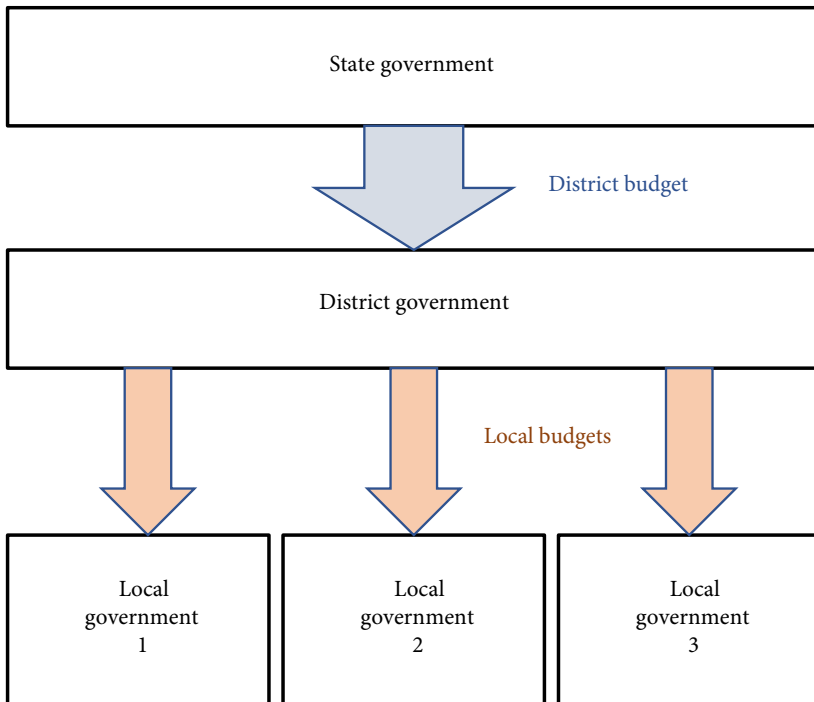 State government
District budget
District government
Local budgets
Local
government
1
Local
government
2
Local
government
3